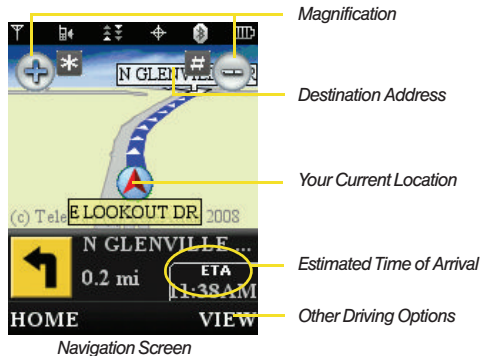 Magnification
*
#
N GLENV
R
Destination Address
Your Current Location
E LOOKOUT DR
(c) Tele
2008
N GLENVILLE ...
0.2 mi
ETA
11:38AM
Estimated Time of Arrival
HOME
VIEW
Other Driving Options
Navigation Screen